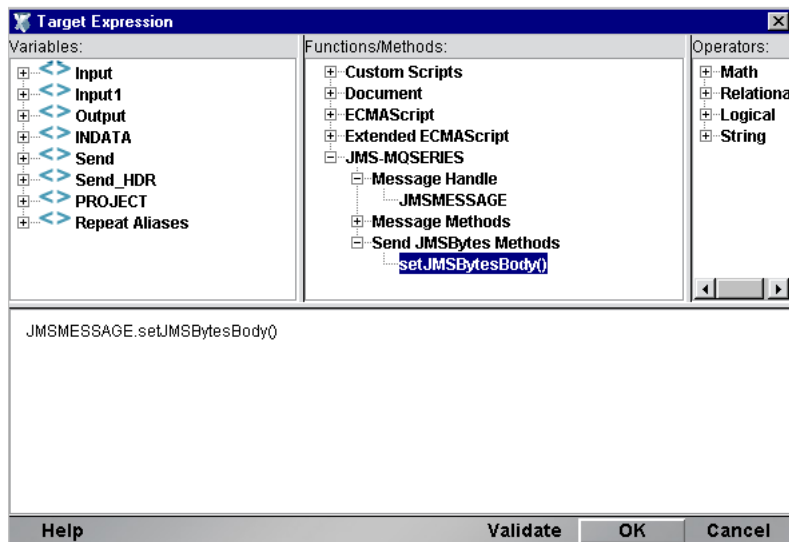 Target Expression
Variables:
Input
Input1
Output
INDATA
Send
Send_HDR
PROJECT
Repeat Aliases
Functions/Methods:
Custom Scripts
Document
ECMAScript
Extended ECMAScript
JMS-MQSERIES
Message Handle
JMSMESSAGE
Message Methods
Send JMSBytes Methods
setJMSBytesBody()
Operators:
Math
Relationa
Logical
String
JMSMESSAGE.setJMSBytesBody()
Help
Validate
OK
Cancel